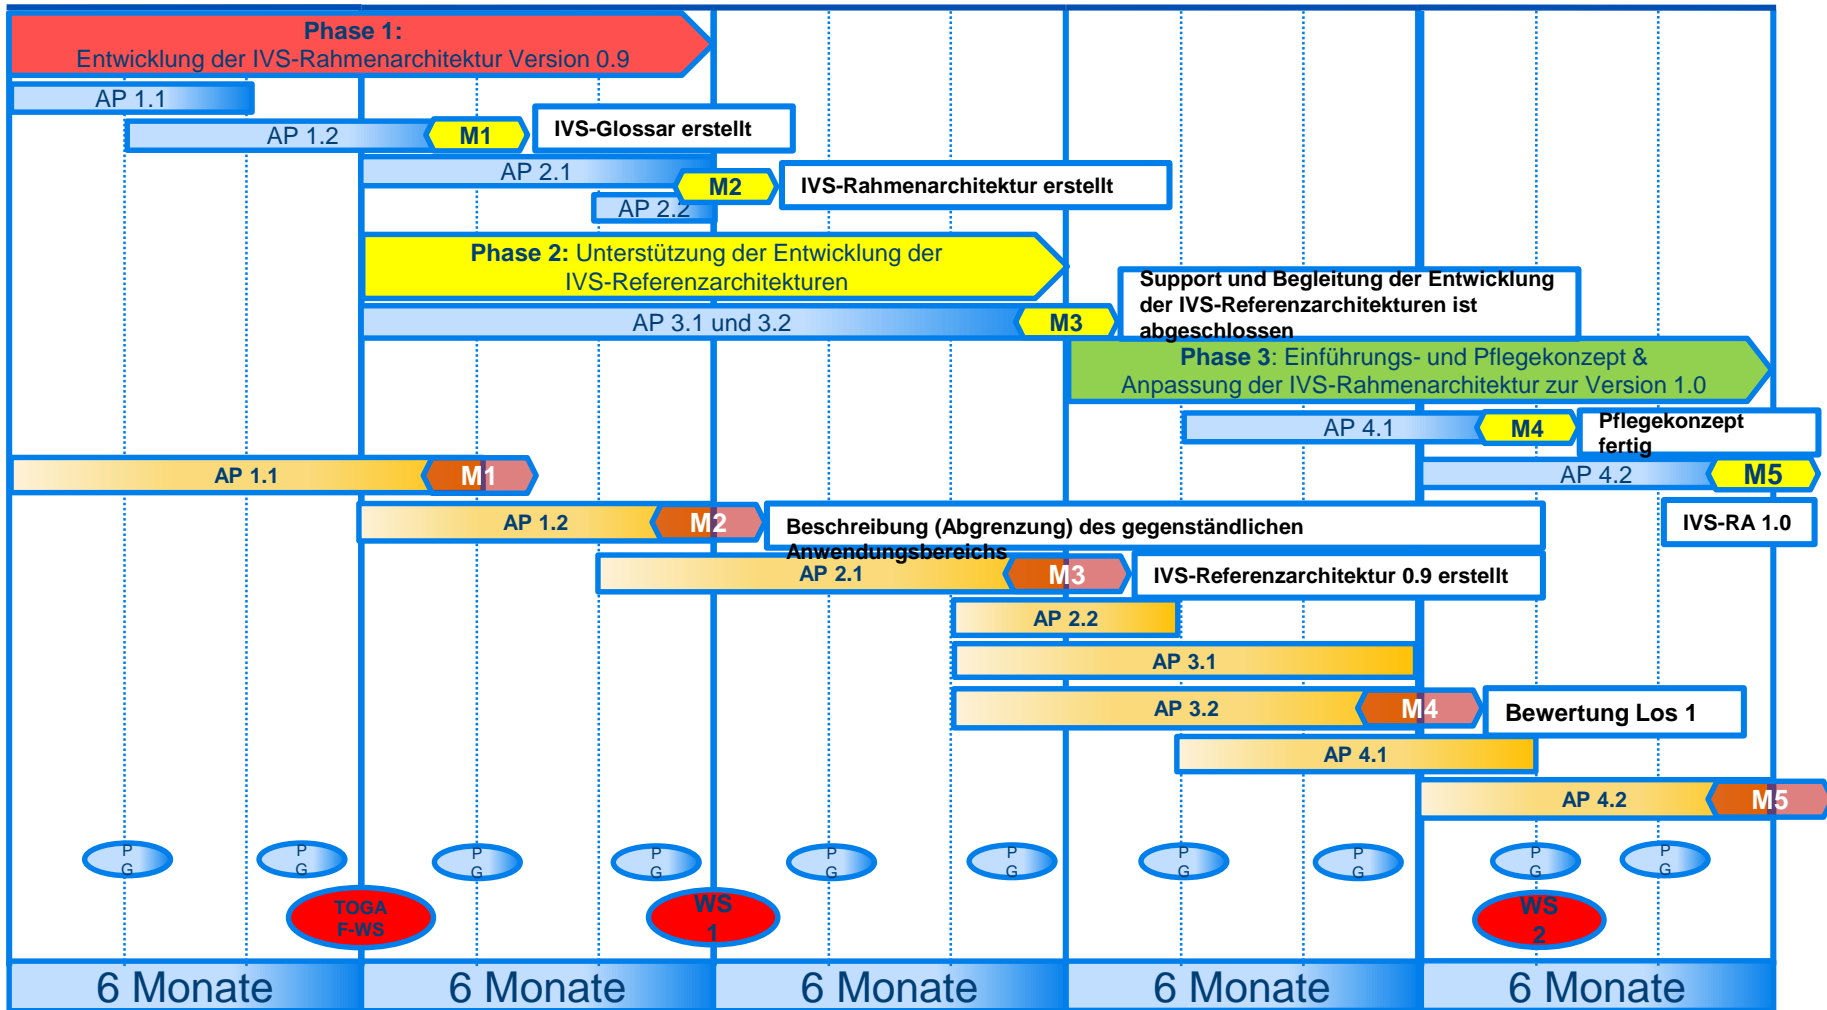 Phase 1:
Entwicklung der IVS-Rahmenarchitektur Version 0.9
AP 1.1
AP 1.2
M1
IVS-Glossar erstellt
AP 2.1
M2
IVS-Rahmenarchitektur erstellt
AP 2.2
Phase 2: Unterstützung der Entwicklung der
IVS-Referenzarchitekturen
AP 3.1 und 3.2
M3
Support und Begleitung der Entwicklung
der IVS-Referenzarchitekturen ist
abgeschlossen
Phase 3: Einführungs- und Pflegekonzept &
Anpassung der IVS-Rahmenarchitektur zur Version 1.0
AP 4.1
M4
Pflegekonzept
fertig
AP 4.2
M5
IVS-RA 1.0
AP 1.1
M1
AP 1.2
M2
Beschreibung (Abgrenzung) des gegenständlichen
Anwendungsbereichs
AP 2.1
M3
IVS-Referenzarchitektur 0.9 erstellt
AP 2.2
AP 3.1
AP 3.2
M4
Bewertung Los 1
AP 4.1
AP 4.2
M5
P
G
P
G
P
G
P
G
P
G
P
G
P
G
P
G
P
G
P
G
TOGA
F-WS
WS
1
WS
2
6 Monate
6 Monate
6 Monate
6 Monate
6 Monate